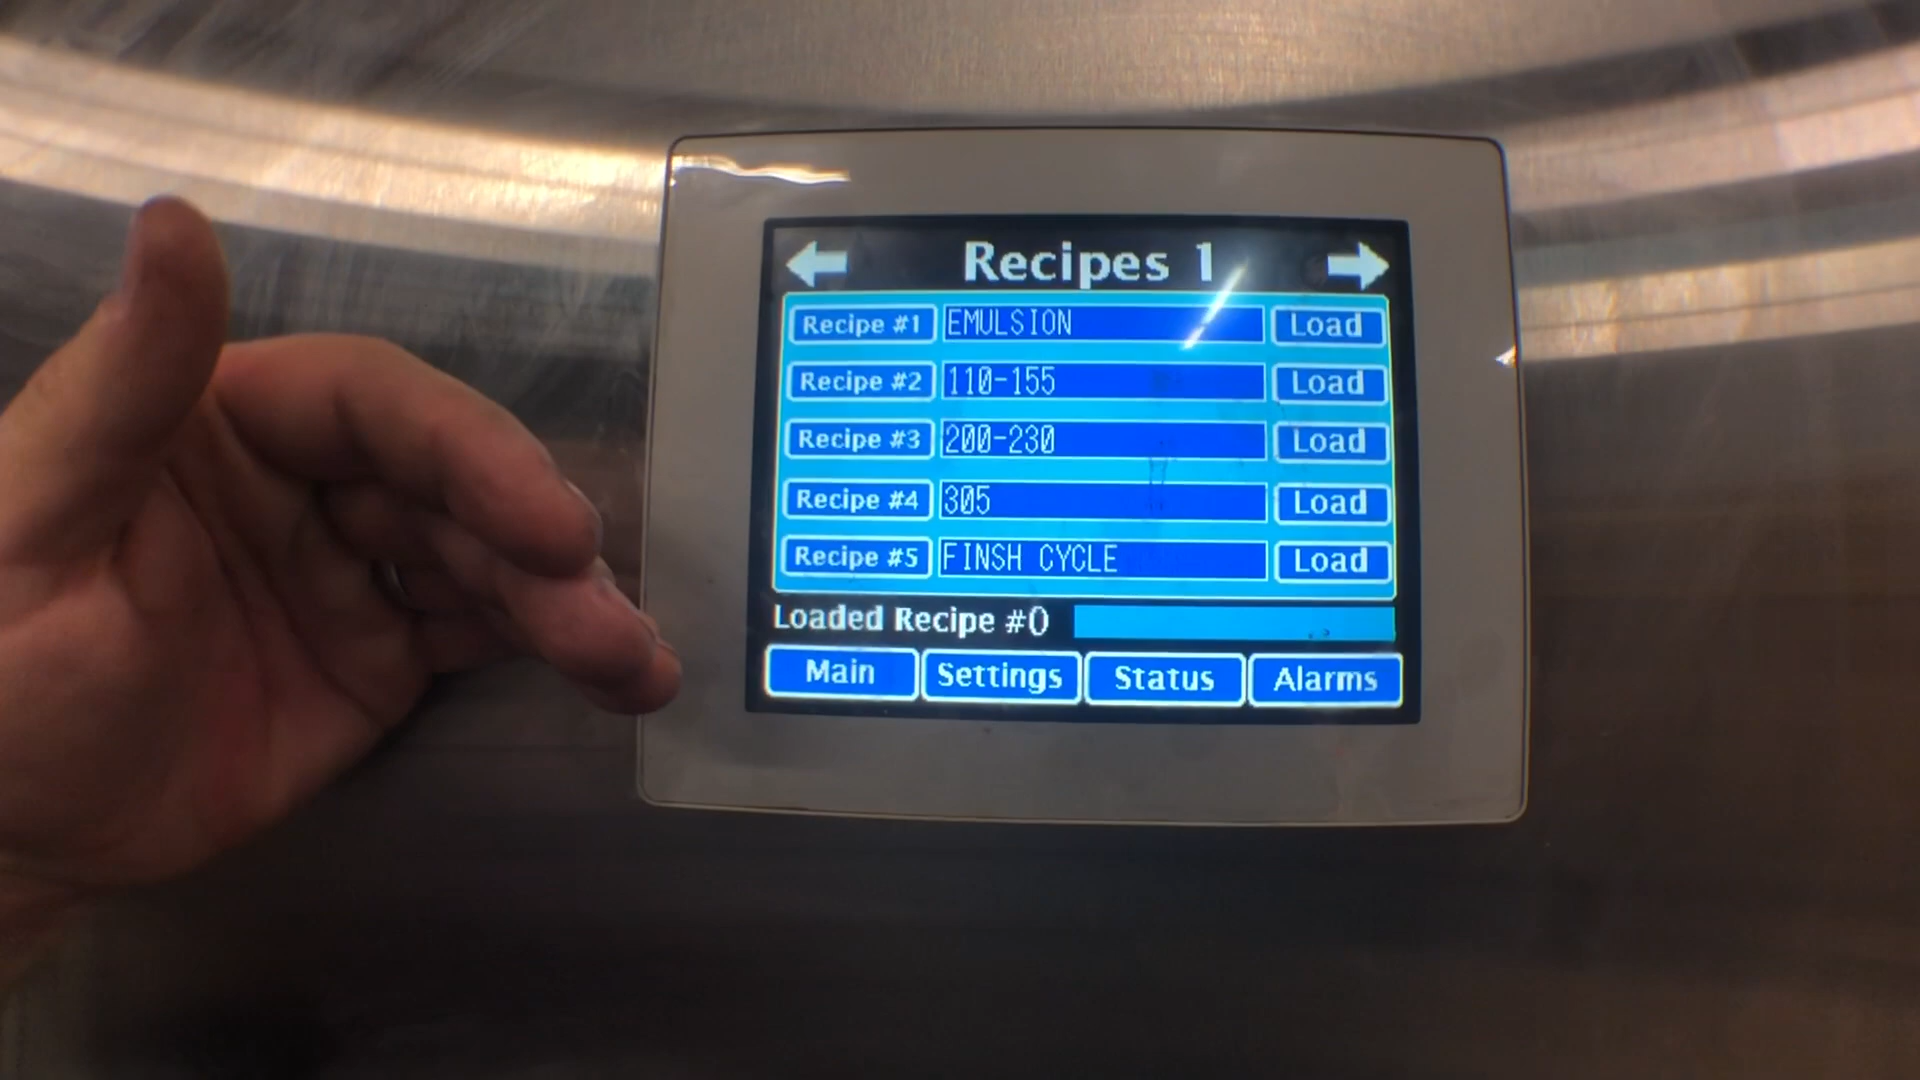 Recipes 1
Recipe #1 EMULSION Load
Recipe #2 110-155 Load
Recipe #3 200-230 Load
Recipe #4 305 Load
Recipe #5 FINSH CYCLE Load
Loaded Recipe #0
Main Settings Status Alarms